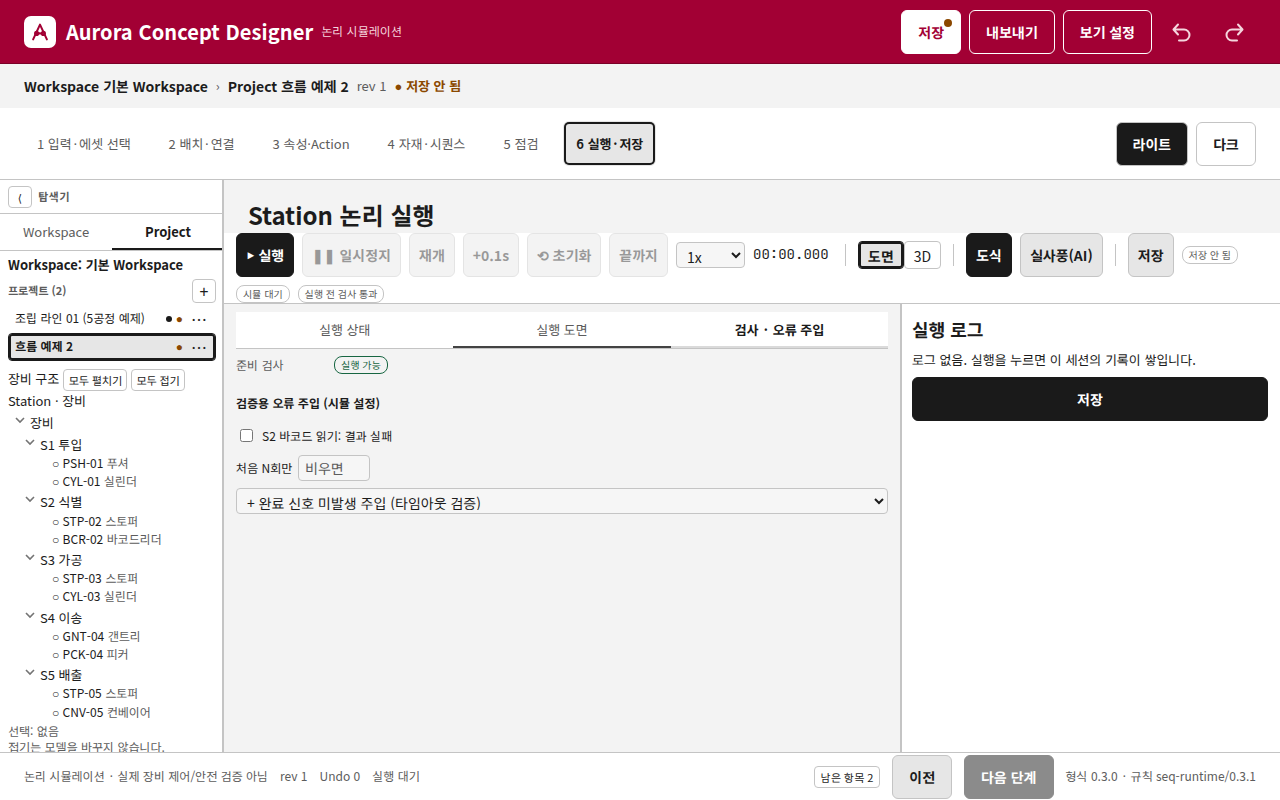 Aurora Concept Designer 논리 시뮬레이션 저장 내보내기 보기 설정
Workspace 기본 Workspace › Project 흐름 예제 2 rev 1 ● 저장 안 됨
1 입력·에셋 선택 2 배치·연결 3 속성·Action 4 자재·시퀀스 5 점검 6 실행·저장 라이트 다크
⟨ 탐색기
Workspace Project
Workspace: 기본 Workspace
프로젝트 (2) +
조립 라인 01 (5공정 예제) ● ● ⋯
흐름 예제 2 ● ⋯
장비 구조 모두 펼치기 모두 접기
Station · 장비
장비
S1 투입
○ PSH-01 푸셔
○ CYL-01 실린더
S2 식별
○ STP-02 스토퍼
○ BCR-02 바코드리더
S3 가공
○ STP-03 스토퍼
○ CYL-03 실린더
S4 이송
○ GNT-04 갠트리
○ PCK-04 피커
S5 배출
○ STP-05 스토퍼
○ CNV-05 컨베이어
선택: 없음
접기는 모델을 바꾸지 않습니다.
Station 논리 실행
▶ 실행 ❚❚ 일시정지 재개 +0.1s ⟲ 초기화 끝까지 1x 00:00.000 도면 3D 도식 실사풍(AI) 저장 저장 안 됨
시뮬 대기 실행 전 검사 통과
실행 상태 실행 도면 검사 · 오류 주입
준비 검사 실행 가능
검증용 오류 주입 (시뮬 설정)
S2 바코드 읽기: 결과 실패
처음 N회만 비우면
+ 완료 신호 미발생 주입 (타임아웃 검증)
실행 로그
로그 없음. 실행을 누르면 이 세션의 기록이 쌓입니다.
저장
논리 시뮬레이션 · 실제 장비 제어/안전 검증 아님 rev 1 Undo 0 실행 대기 남은 항목 2 이전 다음 단계 형식 0.3.0 · 규칙 seq-runtime/0.3.1